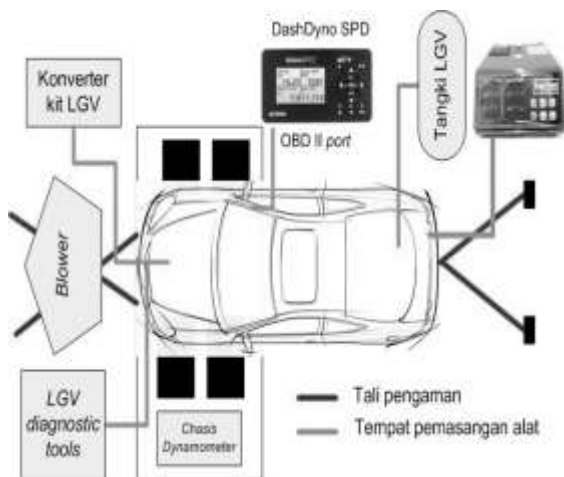 DashDyno SPD
Konverter
kit LGV
Tangki LGV
OBD II port
Blower
LGV
diagnostic
tools
Chasis
Dynamometer
Tali pengaman
Tempat pemasangan alat